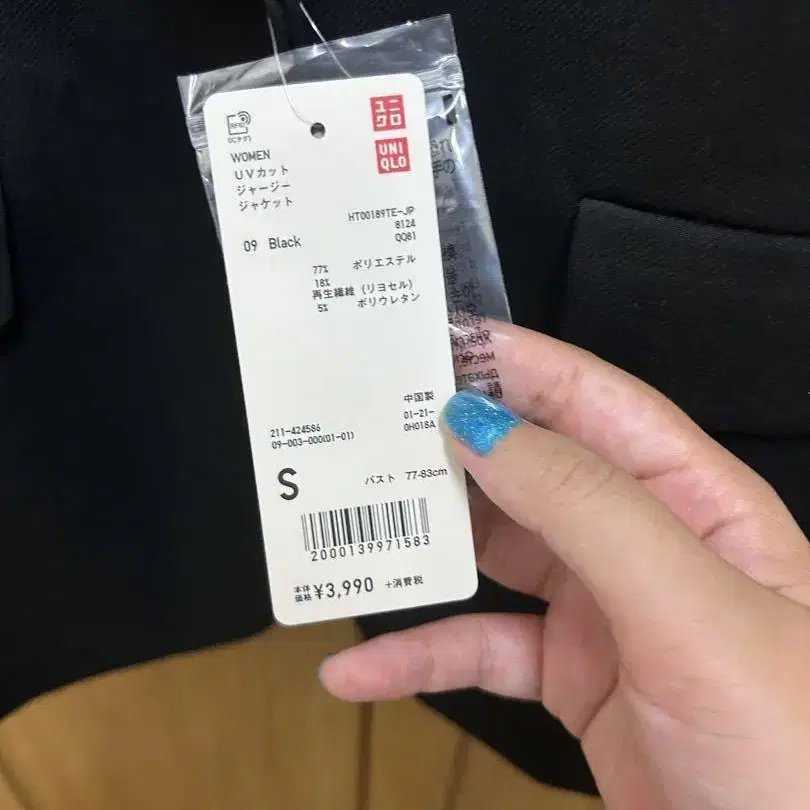 RFID
ユニ
クロ
UNI
QLO
WOMEN
UVカット
ジャージー
ジャケット
HT00189TE-JP
8124
QQ81
09 Black
77% ポリエステル
18%
再生繊維(リヨセル)
5% ポリウレタン
中国製
01-21-
0H018A
211-424586
09-003-000(01-01)
S バスト 77-83cm
2000139971583
本体
価格 ¥3,990 +消費税